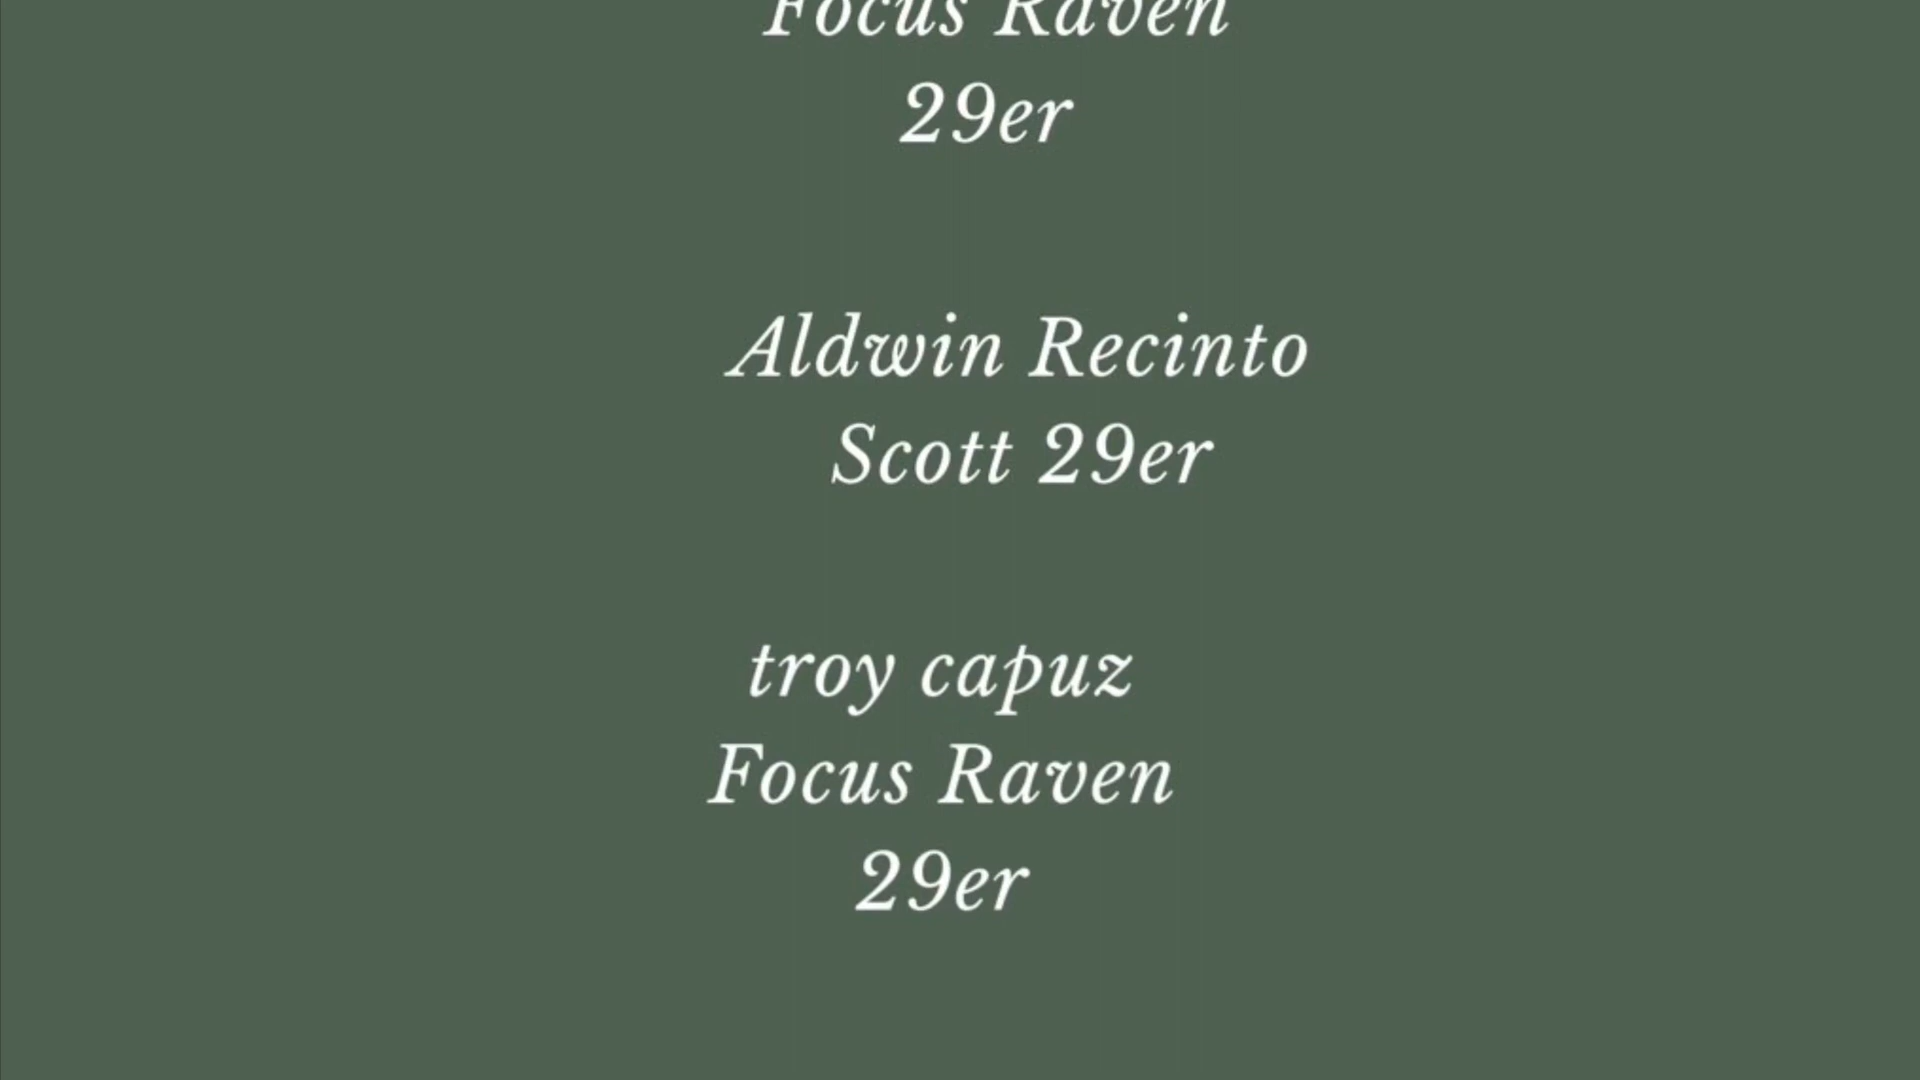 Focus Raven
29er
Aldwin Recinto
Scott 29er
troy capuz
Focus Raven
29er